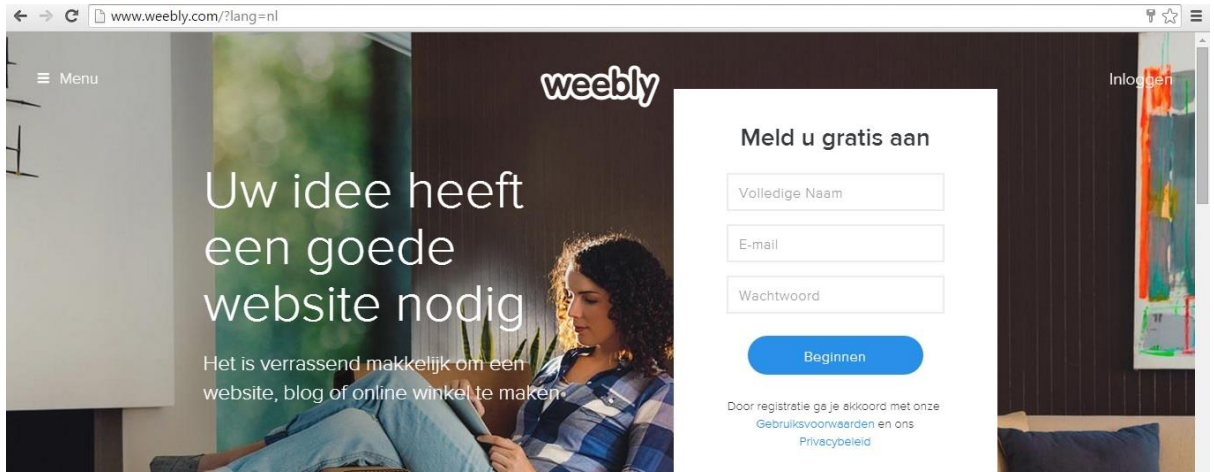 www.weebly.com/?lang=nl
Menu
weebly
Inloggen
Uw idee heeft
een goede
website nodig
Het is verrassend makkelijk om een
website, blog of online winkel te maken.
Meld u gratis aan
Volledige Naam
E-mail
Wachtwoord
Beginnen
Door registratie ga je akkoord met onze
Gebruiksvoorwaarden en ons
Privacybeleid